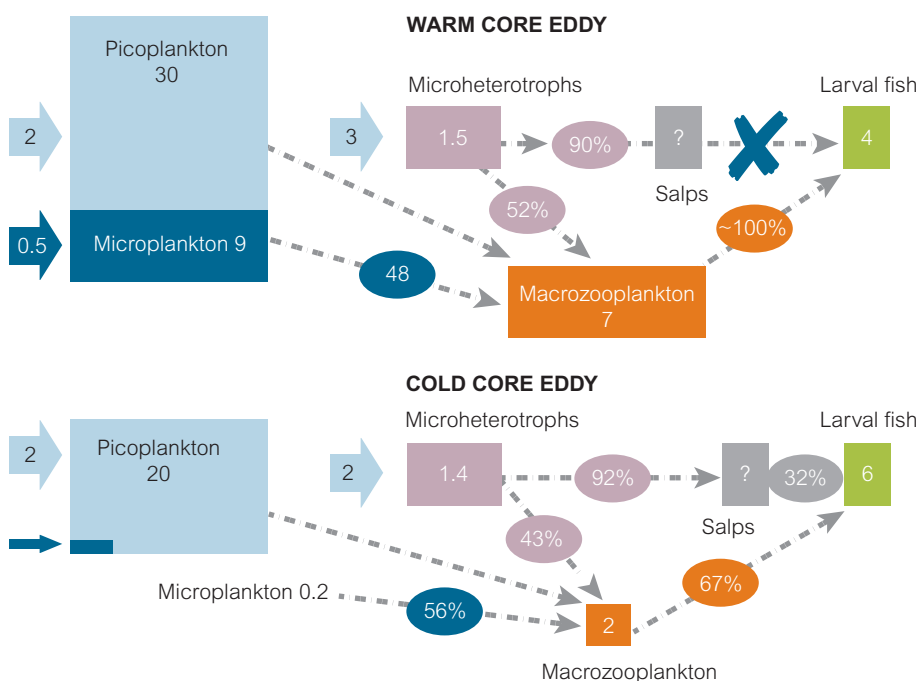 WARM CORE EDDY
Picoplankton
30
Microheterotrophs
Larval fish
2
3
1.5
90%
?
4
Salps
52%
~100%
0.5
Microplankton 9
48
Macrozooplankton
7
COLD CORE EDDY
Microheterotrophs
Larval fish
Picoplankton
20
2
2
1.4
92%
?
32%
6
Salps
43%
67%
Microplankton 0.2
56%
2
Macrozooplankton